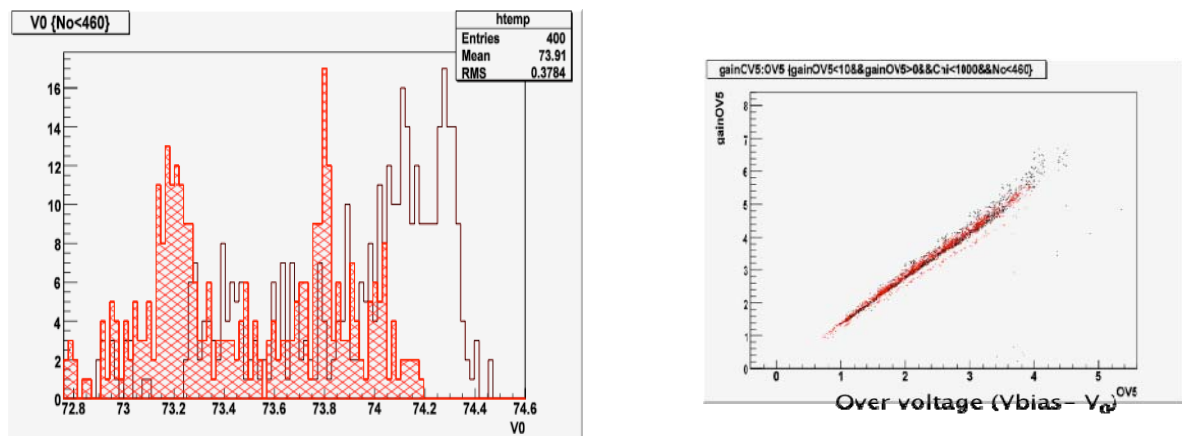 V0 {No<460}
htemp
Entries 400
Mean 73.91
RMS 0.3784
16
14
12
10
8
6
4
2
0
72.8 73 73.2 73.4 73.6 73.8 74 74.2 74.4 74.6
V0
gainOV5:OV5 {gainOV5<10&&gainOV5>0&&Chi<1000&&No<460}
gainOV5
8
7
6
5
4
3
2
1
0
0 1 2 3 4 5
OV5
Over voltage (Vbias- V0)